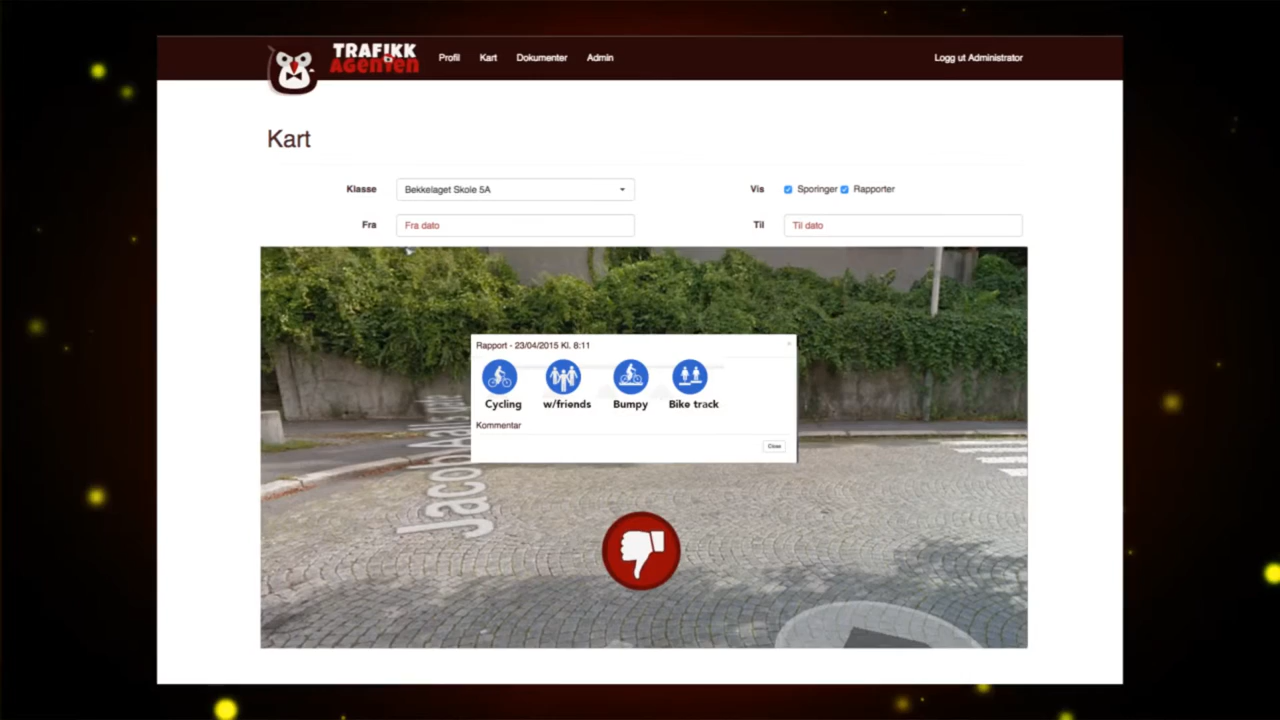 TRAFIKK
AGENTEN
Profil Kart Dokumenter Admin Logg ut Administrator
Kart
Klasse Bekkelaget Skole 5A Vis Sporinger Rapporter
Fra Fra dato Til Til dato
Rapport - 23/04/2015 Kl. 8:11
Cycling w/friends Bumpy Bike track
Kommentar
Close